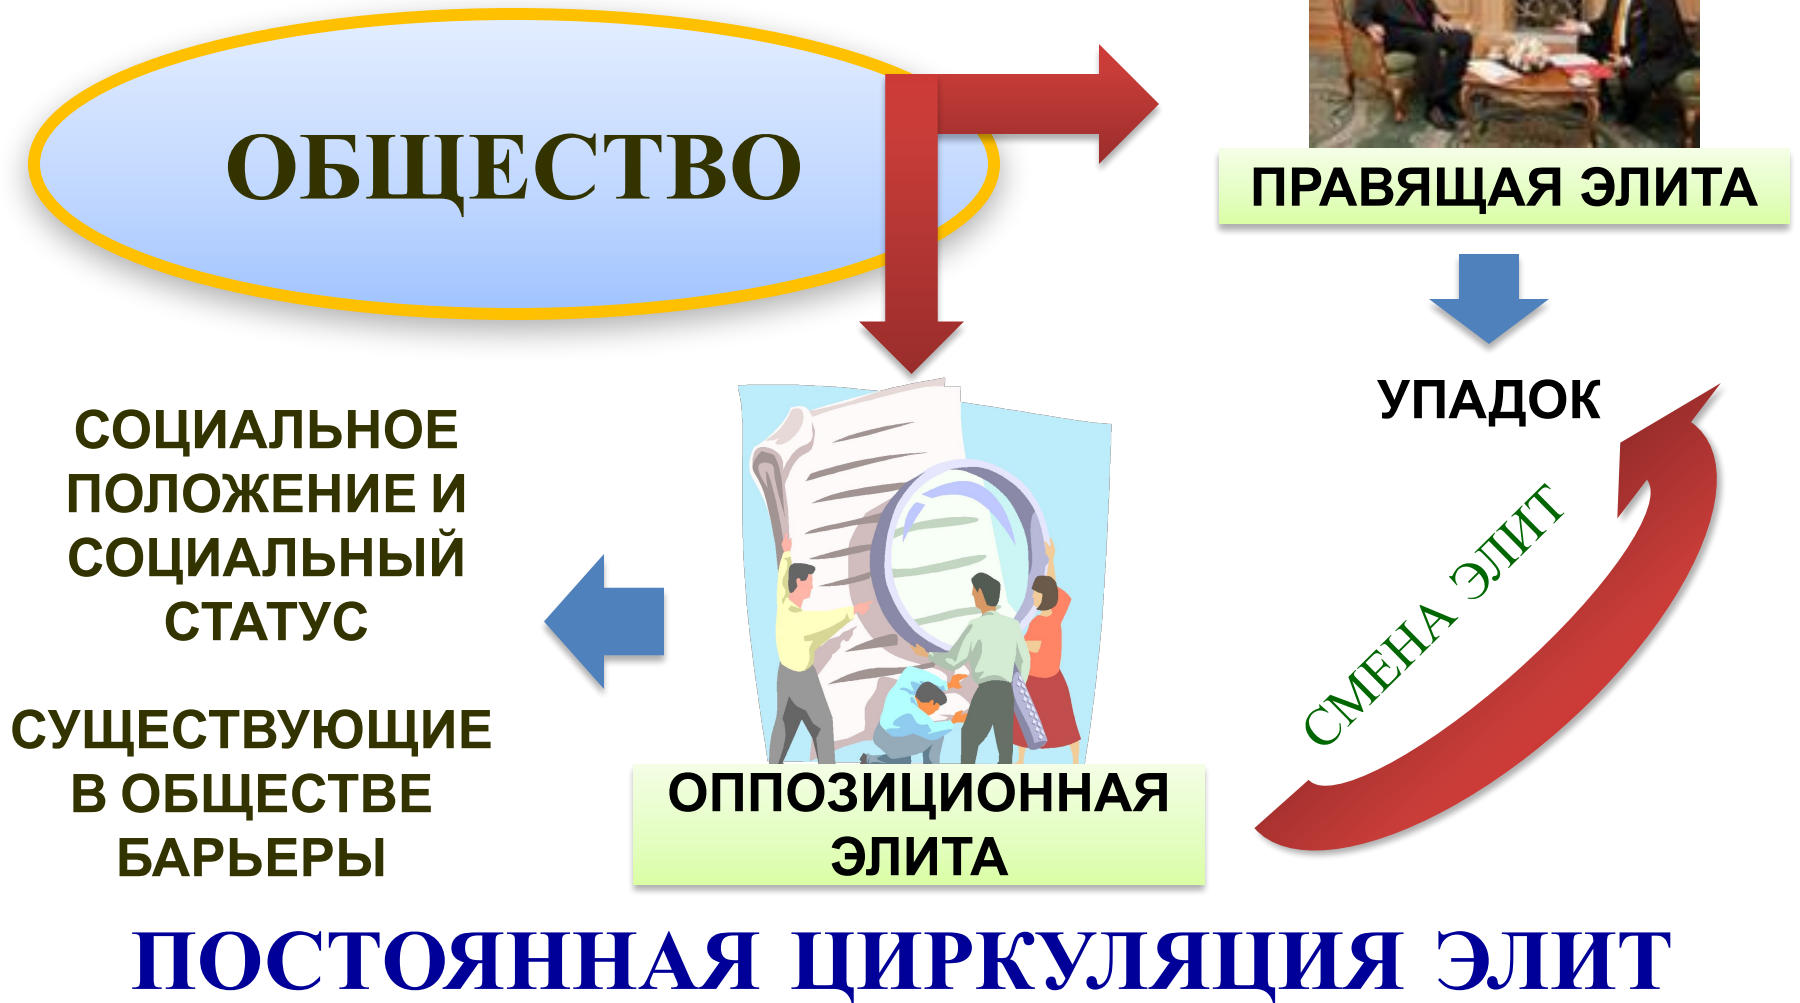 ОБЩЕСТВО
ПРАВЯЩАЯ ЭЛИТА
УПАДОК
СМЕНА ЭЛИТ
СОЦИАЛЬНОЕ
ПОЛОЖЕНИЕ И
СОЦИАЛЬНЫЙ
СТАТУС
СУЩЕСТВУЮЩИЕ
В ОБЩЕСТВЕ
БАРЬЕРЫ
ОППОЗИЦИОННАЯ
ЭЛИТА
ПОСТОЯННАЯ ЦИРКУЛЯЦИЯ ЭЛИТ